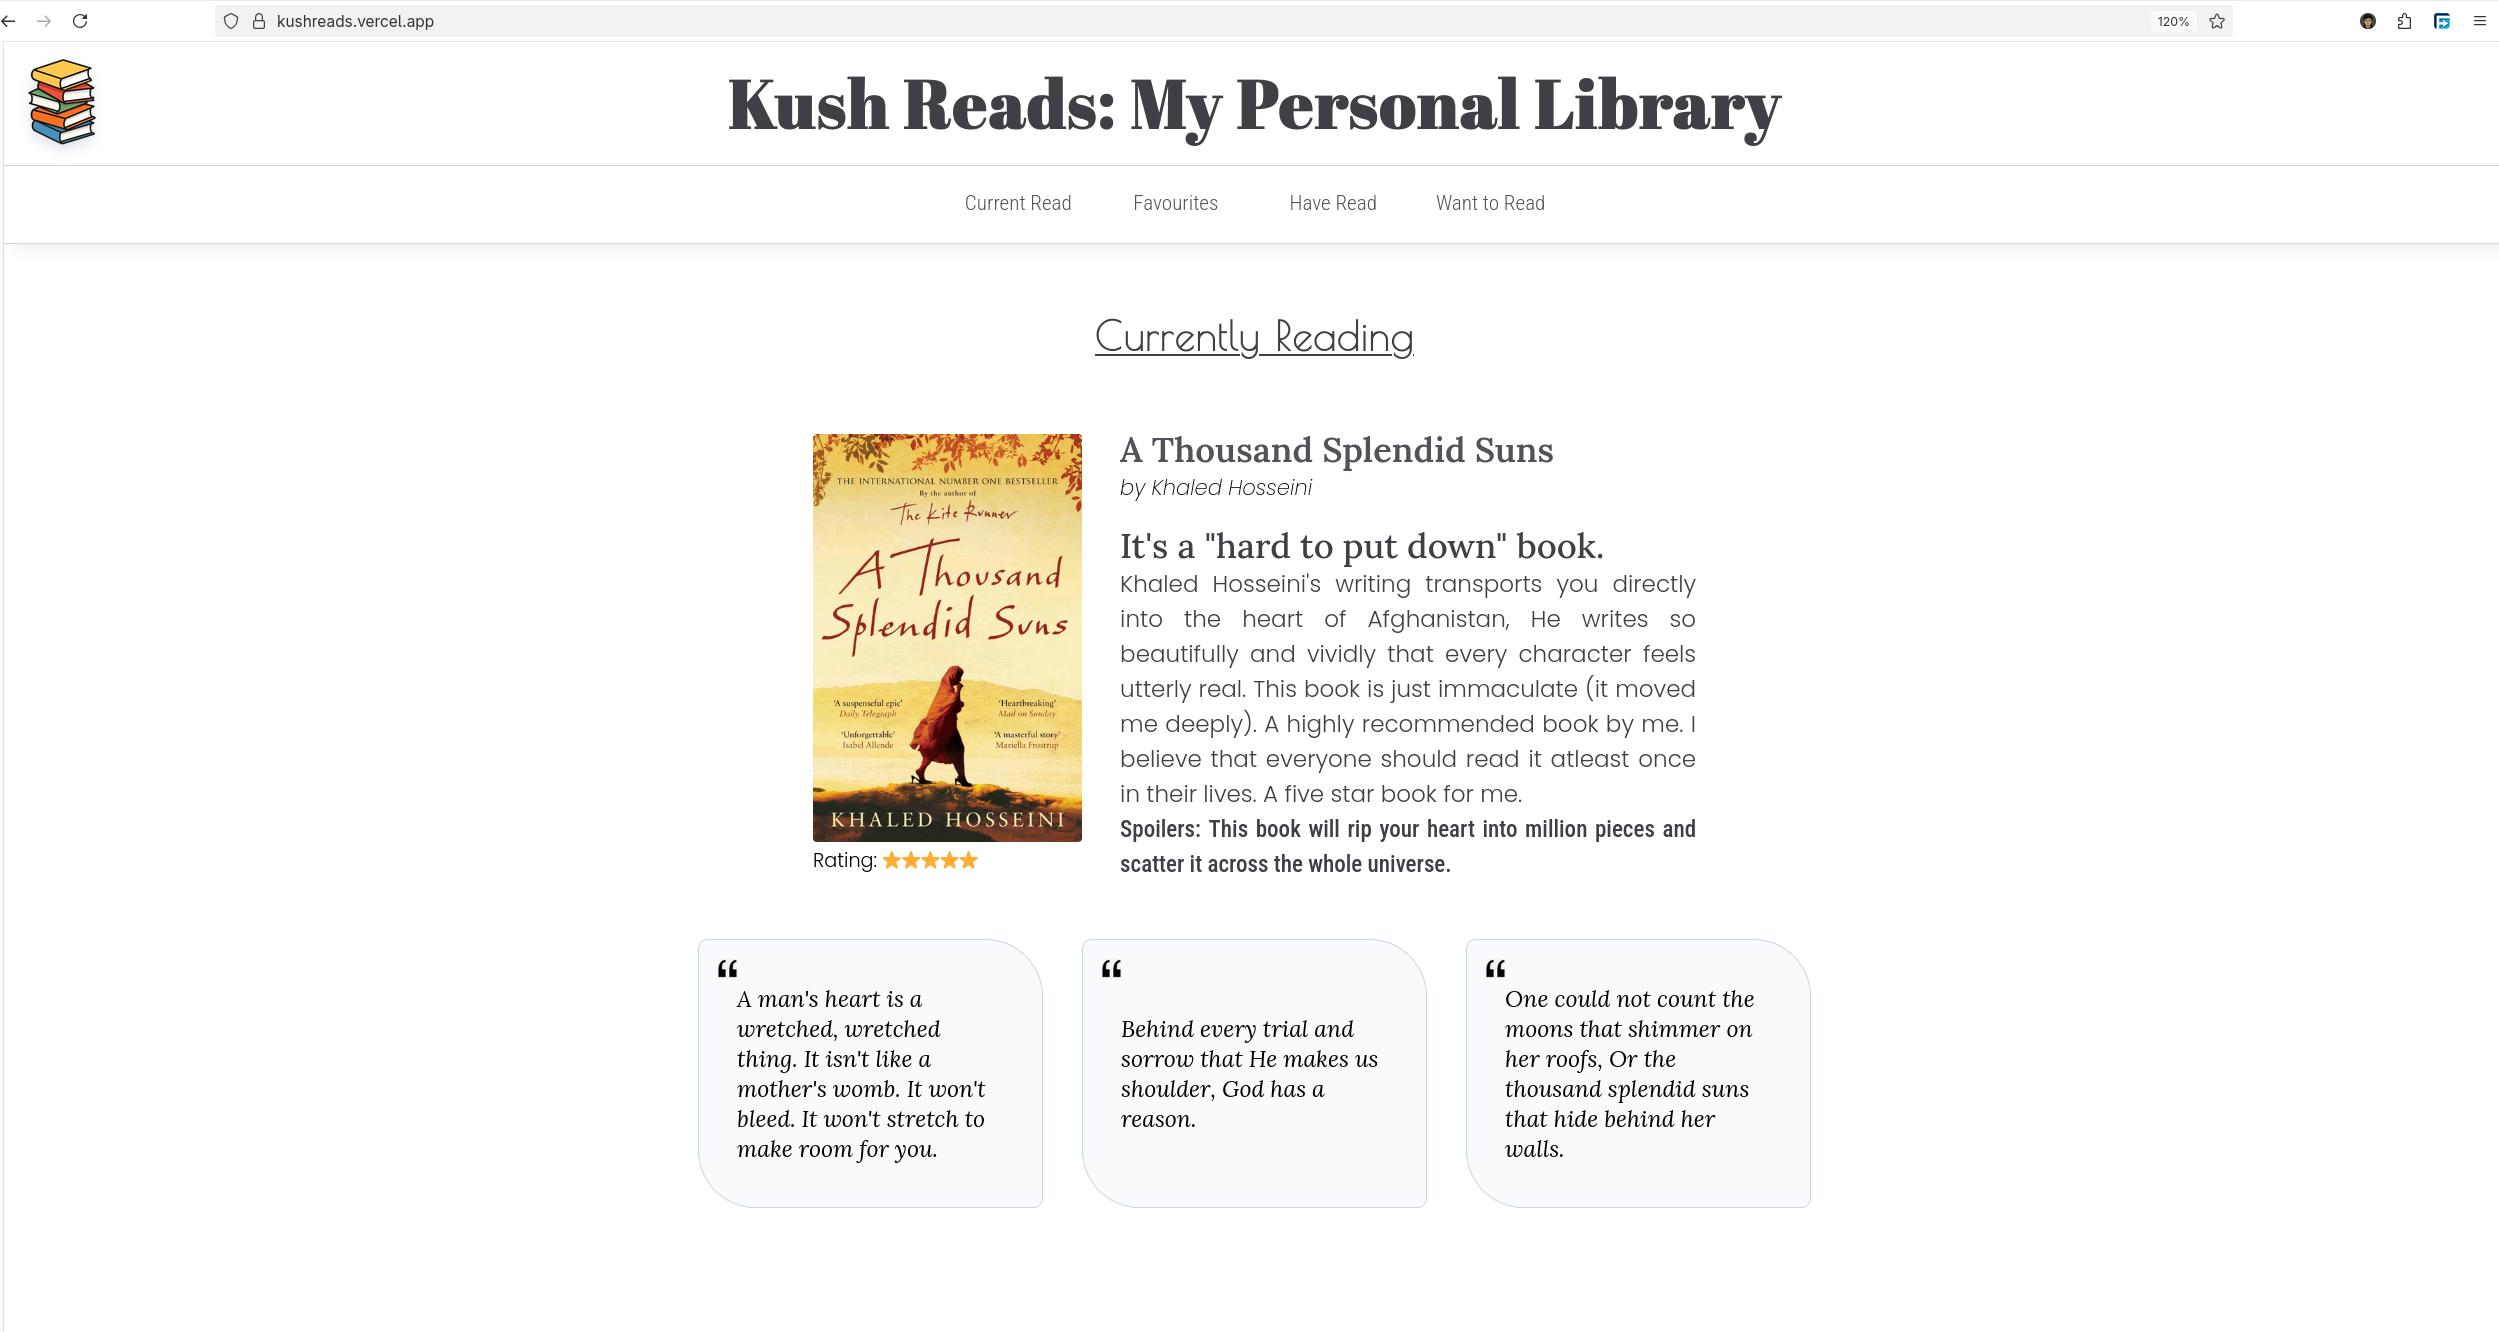 kushreads.vercel.app
120%
Kush Reads: My Personal Library
Current Read Favourites Have Read Want to Read
Currently Reading
THE INTERNATIONAL NUMBER ONE BESTSELLER
By the author of
The Kite Runner
A Thousand
Splendid Suns
'A suspenseful epic'
Daily Telegraph
'Heartbreaking'
Mail on Sunday
'Unforgettable'
Isabel Allende
'A masterful story'
Mariella Frostrup
KHALED HOSSEINI
Rating: ⭐⭐⭐⭐⭐
A Thousand Splendid Suns
by Khaled Hosseini
It's a "hard to put down" book.
Khaled Hosseini's writing transports you directly
into the heart of Afghanistan, He writes so
beautifully and vividly that every character feels
utterly real. This book is just immaculate (it moved
me deeply). A highly recommended book by me. I
believe that everyone should read it atleast once
in their lives. A five star book for me.
Spoilers: This book will rip your heart into million pieces and
scatter it across the whole universe.
“
A man's heart is a
wretched, wretched
thing. It isn't like a
mother's womb. It won't
bleed. It won't stretch to
make room for you.
“
Behind every trial and
sorrow that He makes us
shoulder, God has a
reason.
“
One could not count the
moons that shimmer on
her roofs, Or the
thousand splendid suns
that hide behind her
walls.